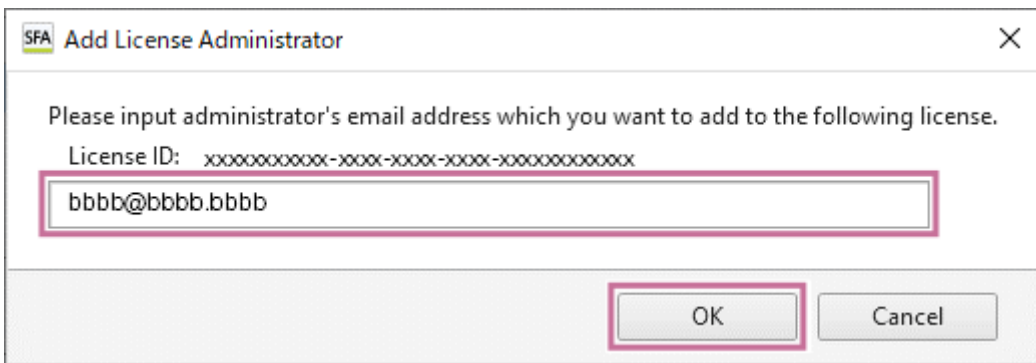 SFA Add License Administrator
Please input administrator's email address which you want to add to the following license.
License ID: xxxxxxxxxxx-xxxx-xxxx-xxxx-xxxxxxxxxxxx
bbbb@bbbb.bbbb
OK Cancel